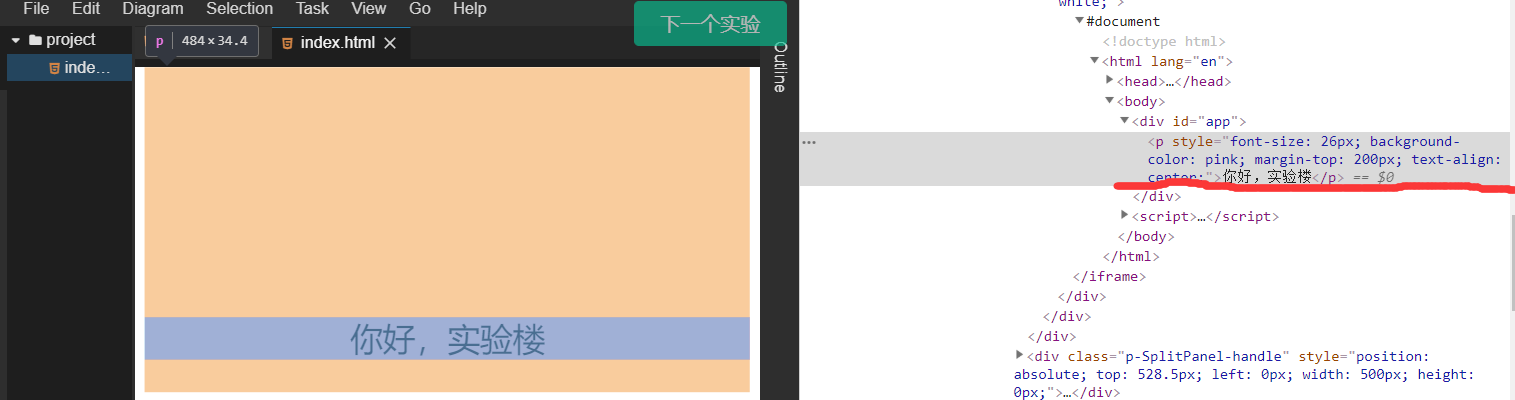 File Edit Diagram Selection Task View Go Help
下一个实验
project
p 484×34.4
index.html
inde...
Outline
你好，实验楼
white; ">
#document
<!doctype html>
<html lang="en">
<head>…</head>
<body>
<div id="app">
<p style="font-size: 26px; background-
color: pink; margin-top: 200px; text-align:
center;">你好，实验楼</p> == $0
</div>
<script>…</script>
</body>
</html>
</iframe>
</div>
</div>
</div>
<div class="p-SplitPanel-handle" style="position:
absolute; top: 528.5px; left: 0px; width: 500px; height:
0px;">…</div>